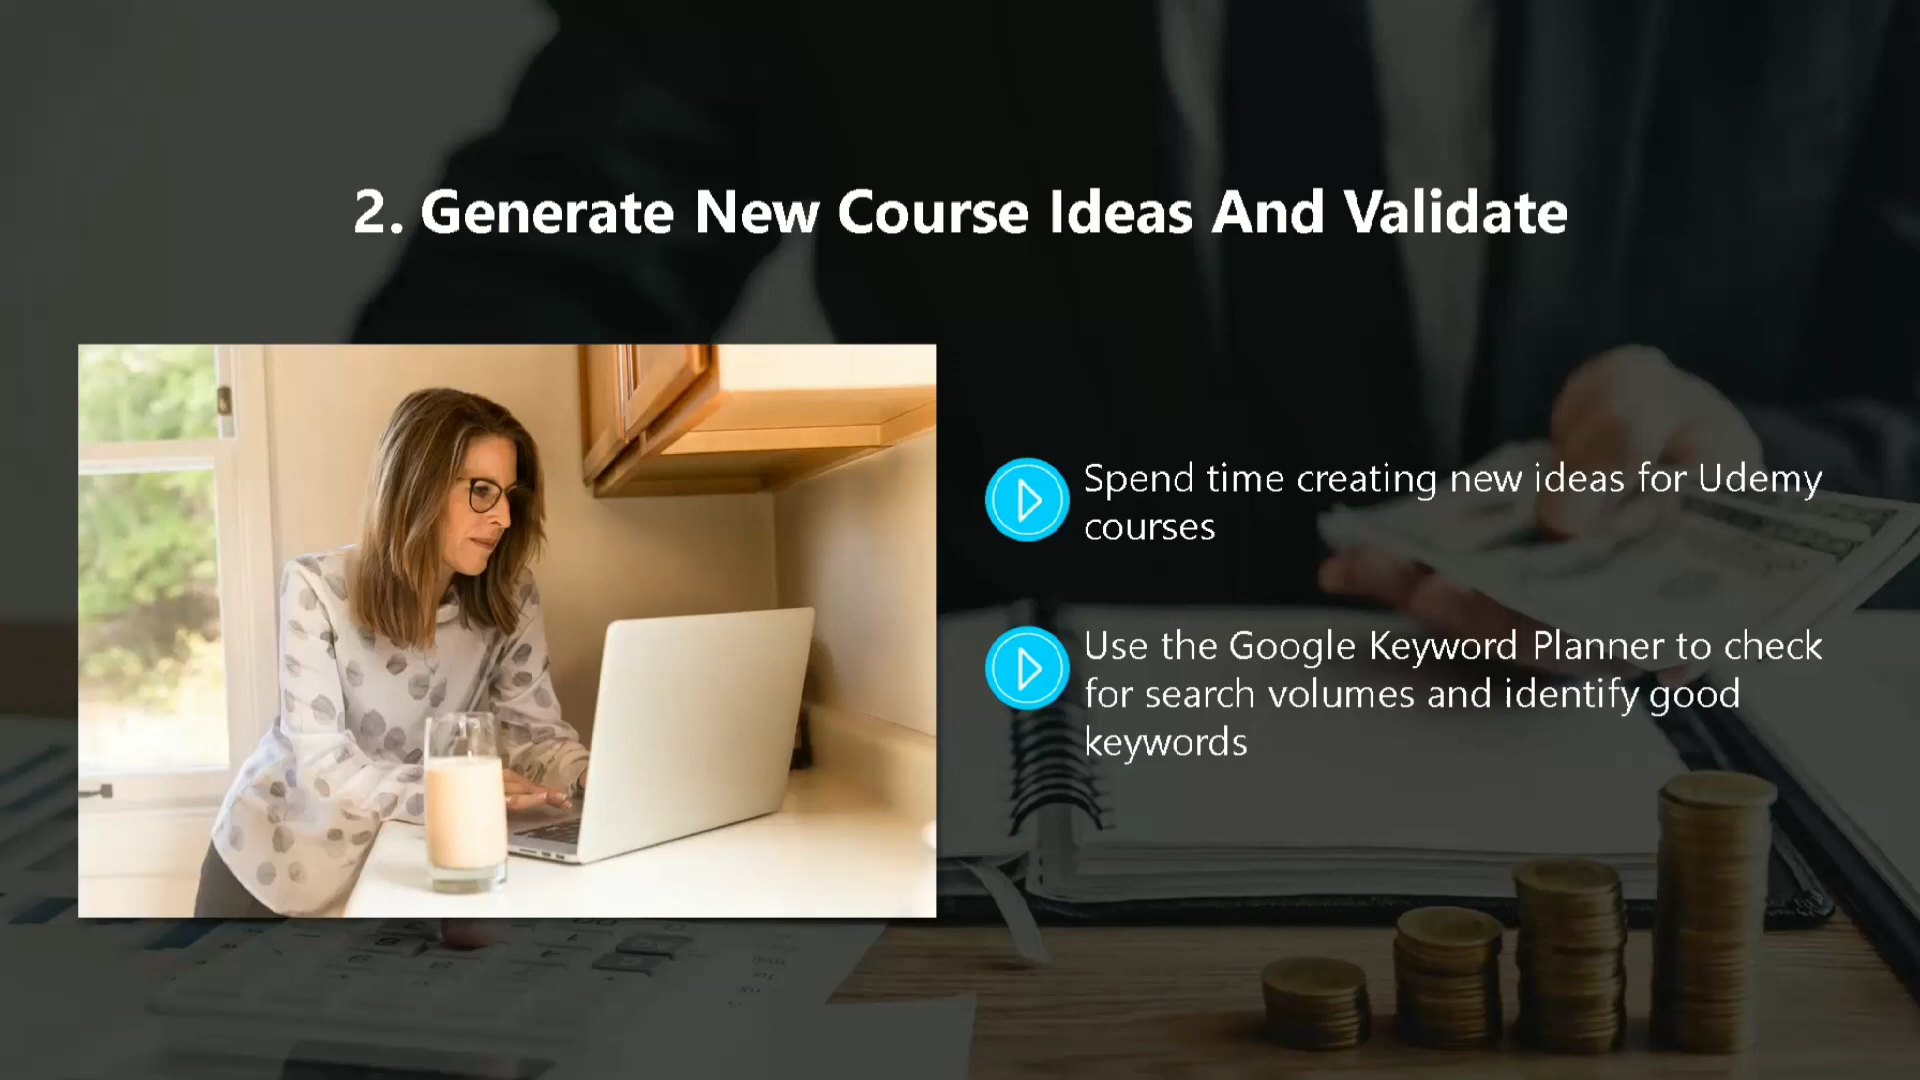 2. Generate New Course Ideas And Validate
Spend time creating new ideas for Udemy
courses
Use the Google Keyword Planner to check
for search volumes and identify good
keywords